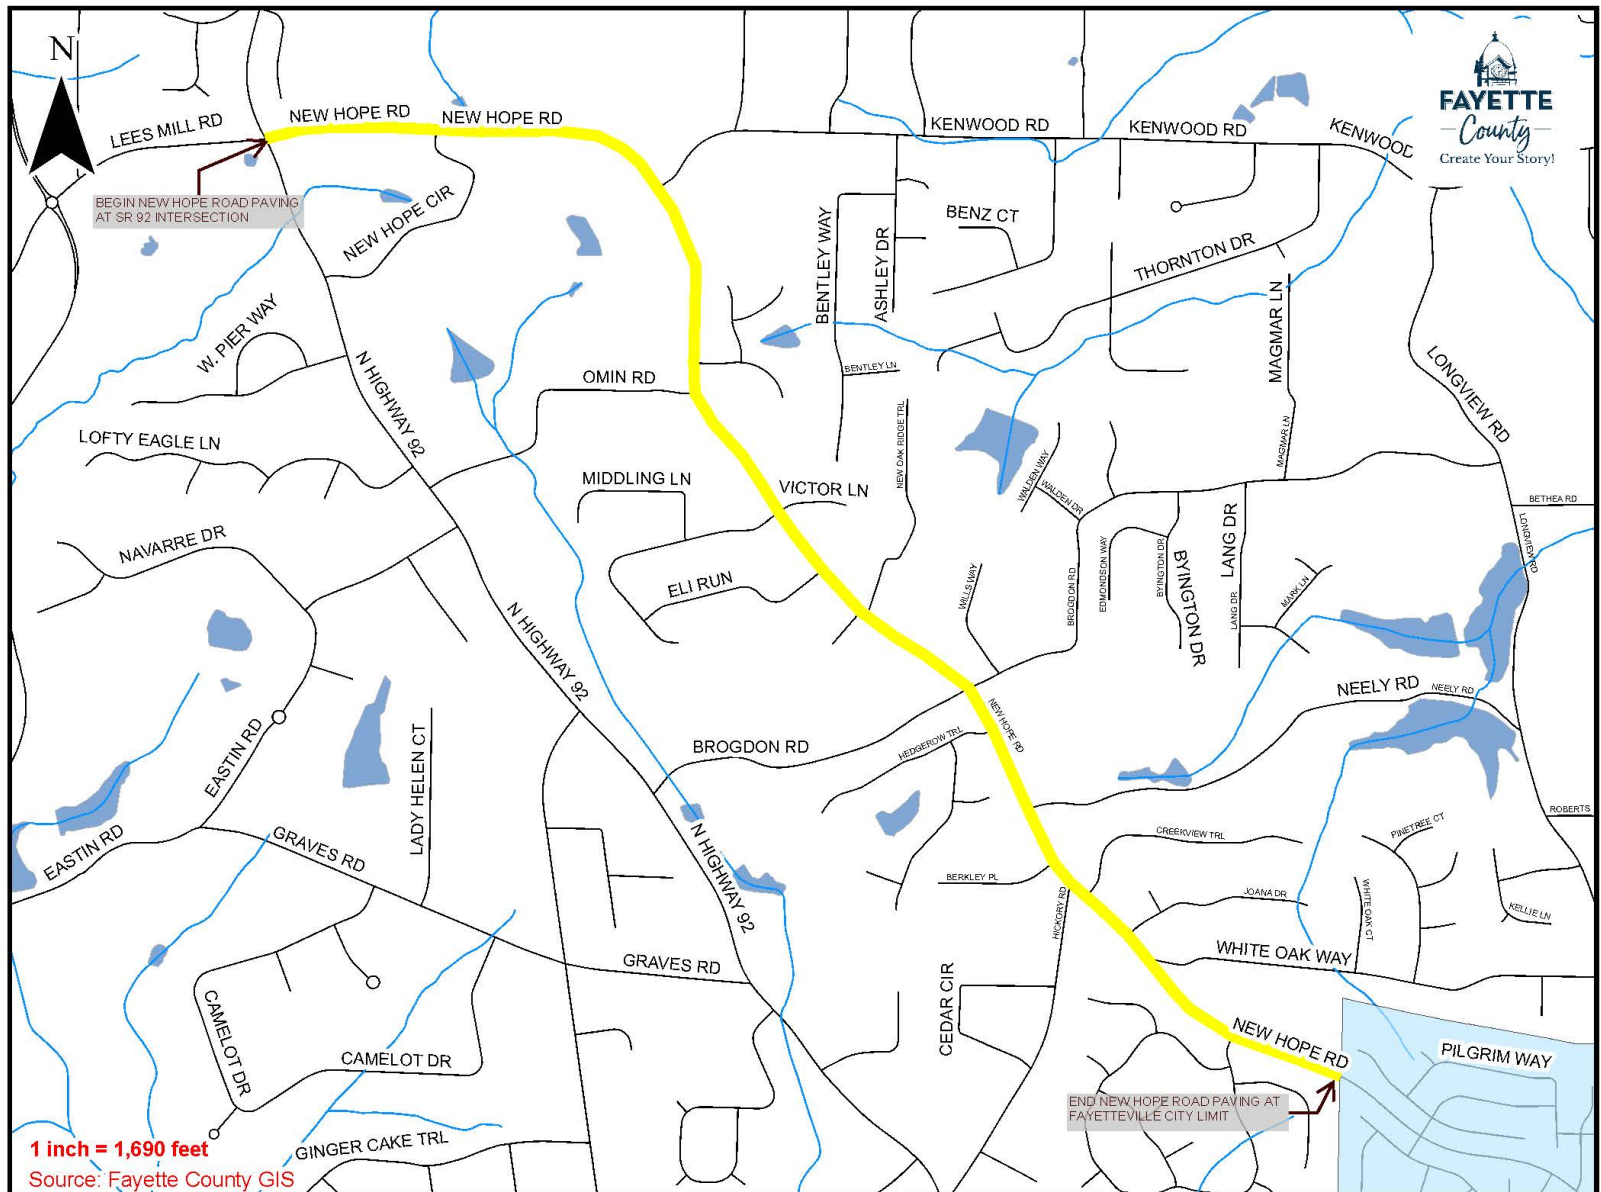 N
FAYETTE
County
Create Your Story!
LEES MILL RD
NEW HOPE RD
NEW HOPE RD
KENWOOD RD
KENWOOD RD
KENWOOD
BEGIN NEW HOPE ROAD PAVING
AT SR 92 INTERSECTION
NEW HOPE CIR
BENTLEY WAY
ASHLEY DR
BENZ CT
THORNTON DR
W. PIER WAY
N HIGHWAY 92
MAGMAR LN
LONGVIEW RD
OMIN RD
BENTLEY LN
LOFTY EAGLE LN
MIDDLING LN
VICTOR LN
NEW OAK RIDGE TRL
WALDEN WAY
WALDEN DR
MAGMAR LN
BETHEA RD
LONGVIEW RD
NAVARRE DR
ELI RUN
WILLS WAY
BROGDON RD
EDMONDSON WAY
BYINGTON DR
BYINGTON DR
LANG DR
LANG DR
MARK LN
N HIGHWAY 92
NEELY RD
NEELY RD
EASTIN RD
LADY HELEN CT
BROGDON RD
HEDGEROW TRL
NEW HOPE RD
ROBERTS
EASTIN RD
GRAVES RD
N HIGHWAY 92
CREEKVIEW TRL
PINETREE CT
BERKLEY PL
HICKORY RD
JOANA DR
WHITE OAK CT
KELLIE LN
GRAVES RD
WHITE OAK WAY
CEDAR CIR
CAMELOT DR
CAMELOT DR
NEW HOPE RD
PILGRIM WAY
END NEW HOPE ROAD PAVING AT
FAYETTEVILLE CITY LIMIT
GINGER CAKE TRL
1 inch = 1,690 feet
Source: Fayette County GIS